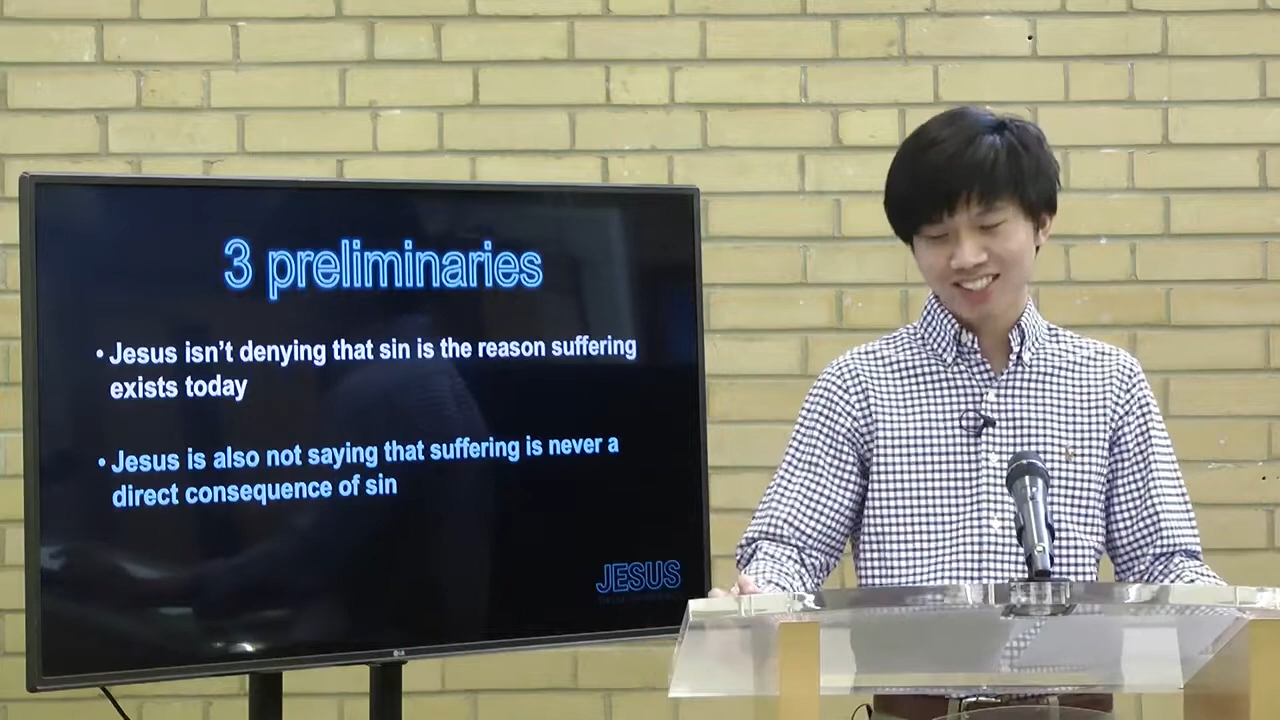 3 preliminaries
• Jesus isn't denying that sin is the reason suffering
exists today
• Jesus is also not saying that suffering is never a
direct consequence of sin
JESUS
LG